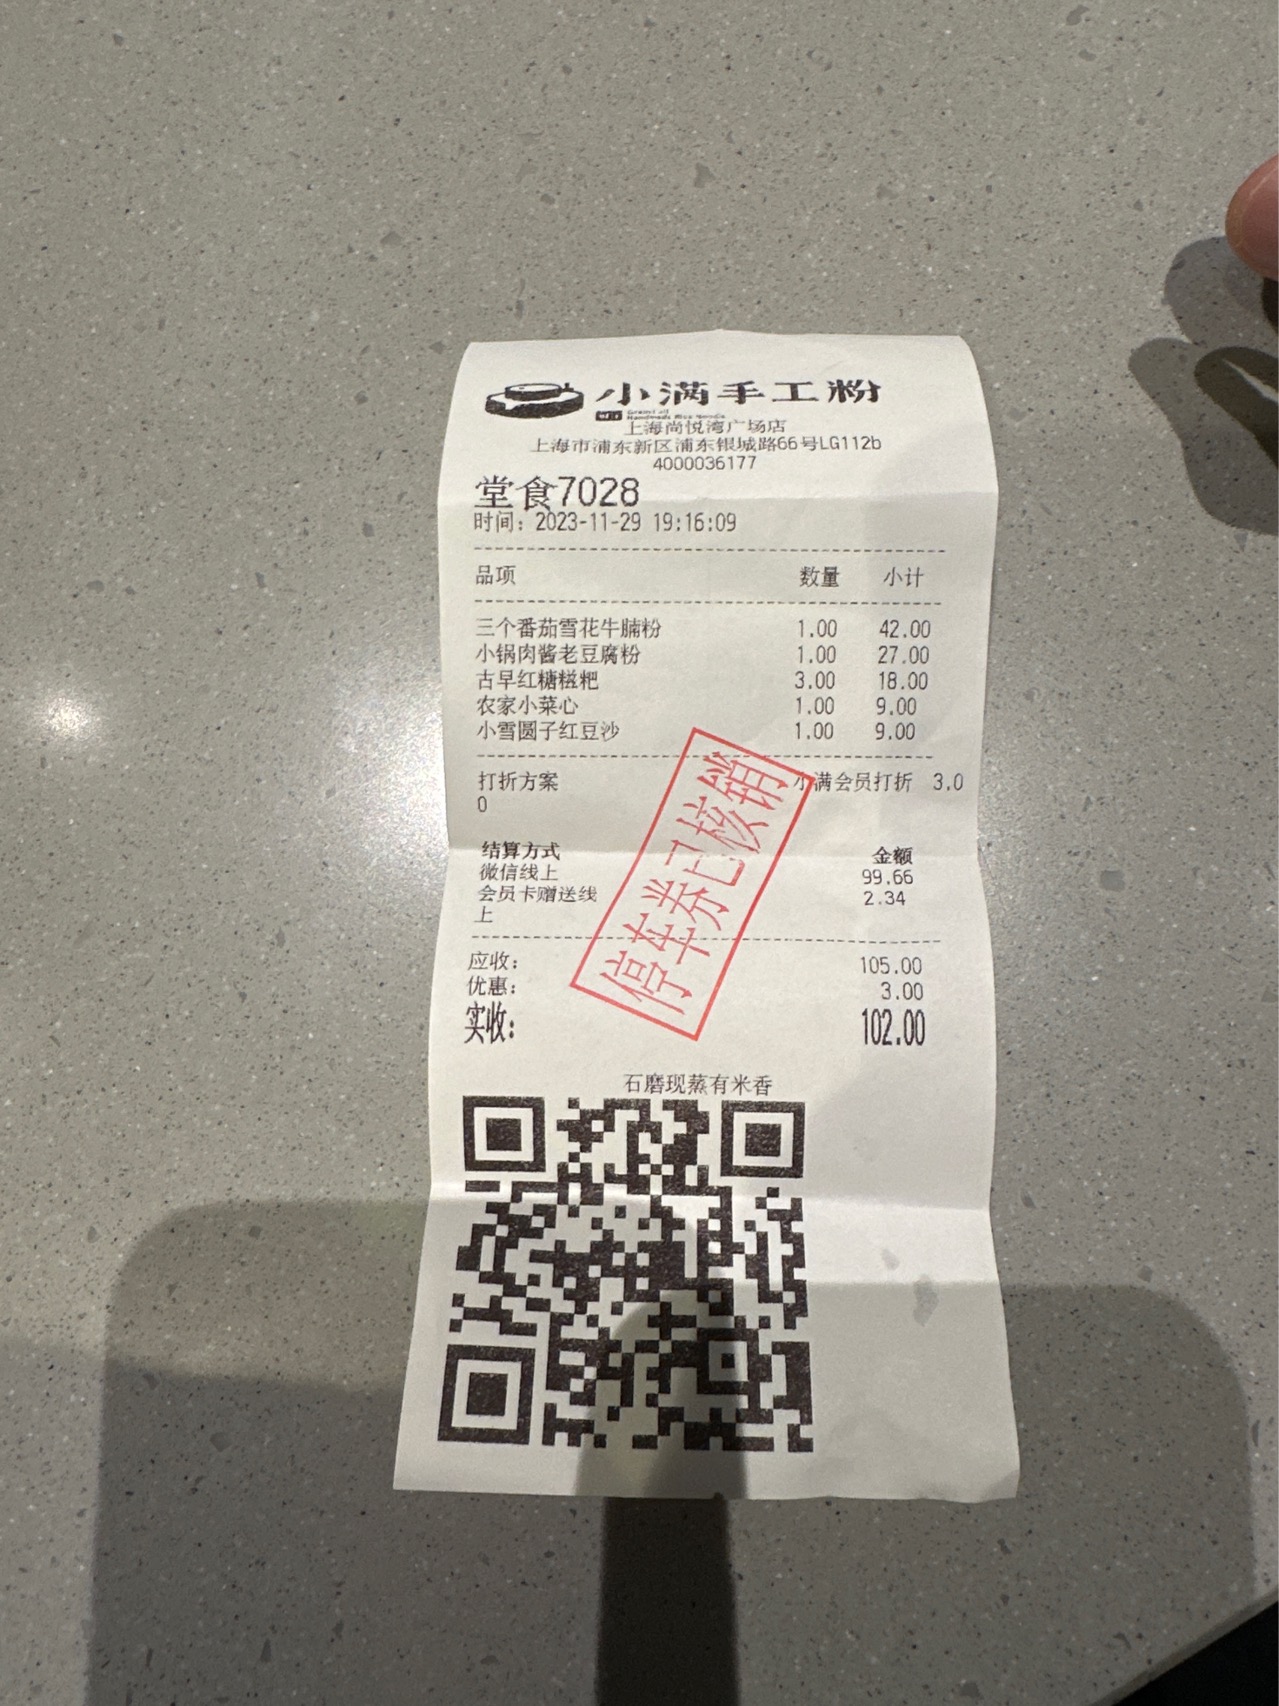 小满手工粉
上海尚悦湾广场店
上海市浦东新区浦东银城路66号LG112b
4000036177
堂食7028
时间: 2023-11-29 19:16:09
品项 数量 小计
三个番茄雪花牛腩粉 1.00 42.00
小锅肉酱老豆腐粉 1.00 27.00
古早红糖糍粑 3.00 18.00
农家小菜心 1.00 9.00
小雪圆子红豆沙 1.00 9.00
打折方案 小满会员打折 3.0
0
停车券已核销
结算方式 金额
微信线上 99.66
会员卡赠送线 2.34
上
应收: 105.00
优惠: 3.00
实收: 102.00
石磨现蒸有米香